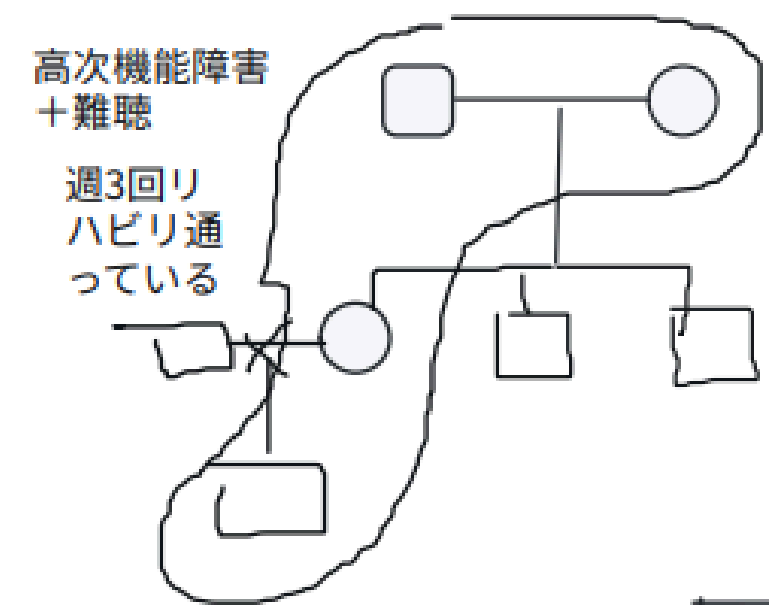 高次機能障害
＋難聴
週3回リ
ハビリ通
っている